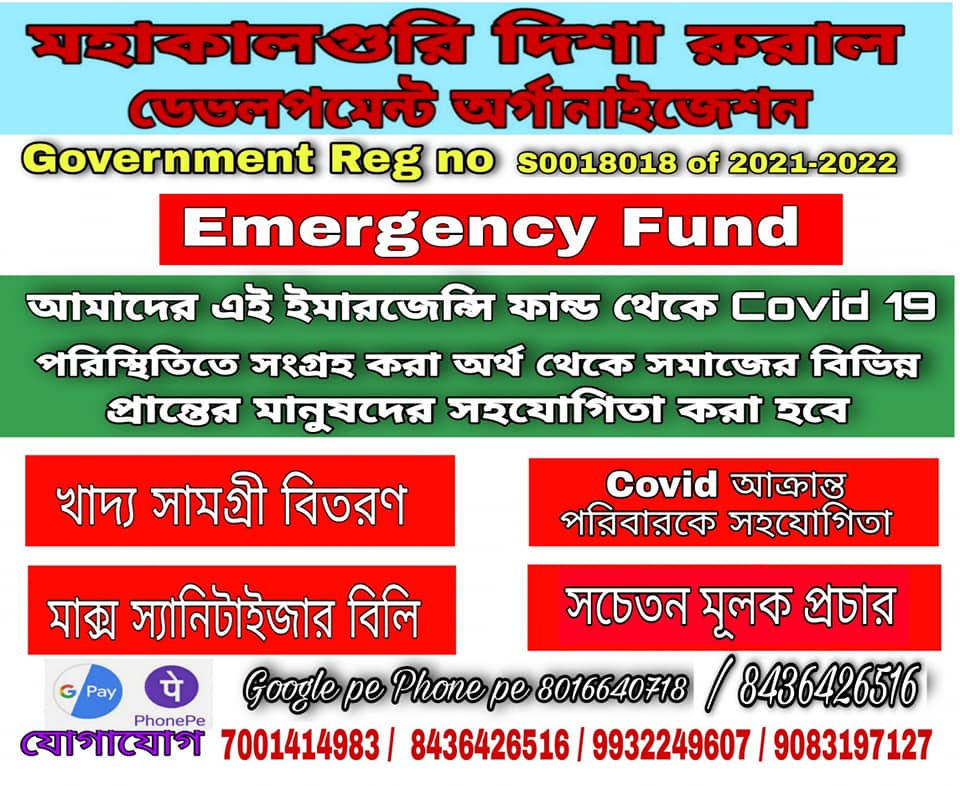 মহাকালগুরি দিশা রুরাল
ডেভলপমেন্ট অর্গানাইজেশন
Government Reg no S0018018 of 2021-2022
Emergency Fund
আমাদের এই ইমারজেন্সি ফান্ড থেকে Covid 19
পরিস্থিতিতে সংগ্রহ করা অর্থ থেকে সমাজের বিভিন্ন
প্রান্তের মানুষদের সহযোগিতা করা হবে
খাদ্য সামগ্রী বিতরণ
Covid আক্রান্ত
পরিবারকে সহযোগিতা
মাক্স স্যানিটাইজার বিলি
সচেতন মূলক প্রচার
G Pay
पे
PhonePe
Google pe Phone pe 8016640718 / 8436426516
যোগাযোগ 7001414983 / 8436426516 / 9932249607 / 9083197127